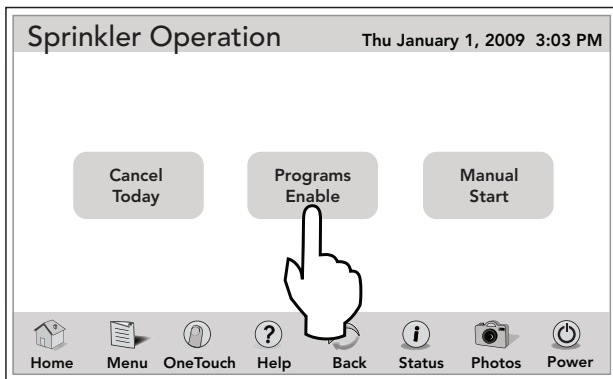 Sprinkler Operation Thu January 1, 2009 3:03 PM
Cancel Today
Programs Enable
Manual Start
Home Menu OneTouch Help Back Status Photos Power